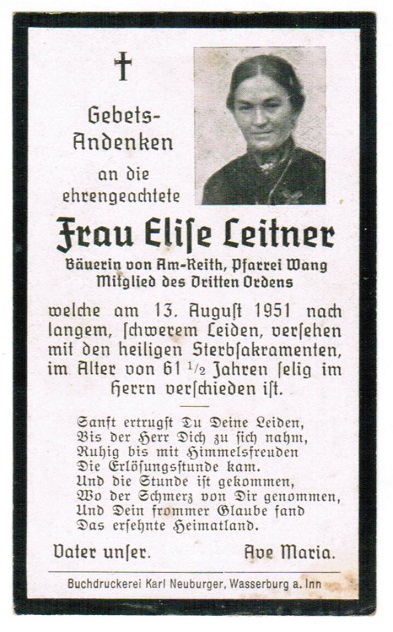 Gebets-
Andenken
an die
ehrengeachtete
Frau Eliſe Leitner
Bäuerin von Am-Reith, Pfarrei Wang
Mitglied des Dritten Ordens
welche am 13. Auguſt 1951 nach
langem, ſchwerem Leiden, verſehen
mit den heiligen Sterbſakramenten,
im Alter von 61 1/2 Jahren ſelig im
Herrn verſchieden iſt.
Sanft ertrugſt Du Deine Leiden,
Bis der Herr Dich zu ſich nahm,
Ruhig bis mit Himmelsfreuden
Die Erlöſungsſtunde kam.
Und die Stunde iſt gekommen,
Wo der Schmerz von Dir genommen,
Und Dein frommer Glaube fand
Das erſehnte Heimatland.
Vater unſer. Ave Maria.
Buchdruckerei Karl Neuburger, Wasserburg a. Inn